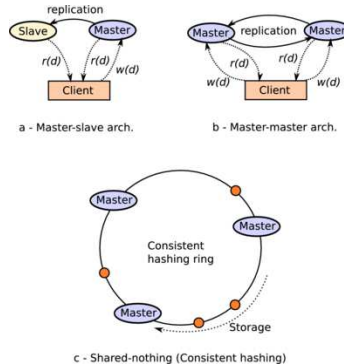 replication
Slave
Master
r(d)
r(d)
w(d)
Client
a - Master-slave arch.
Master
replication
Master
w(d)
r(d)
r(d)
w(d)
Client
b - Master-master arch.
Master
Consistent
hashing ring
Master
Master
Storage
c - Shared-nothing (Consistent hashing)